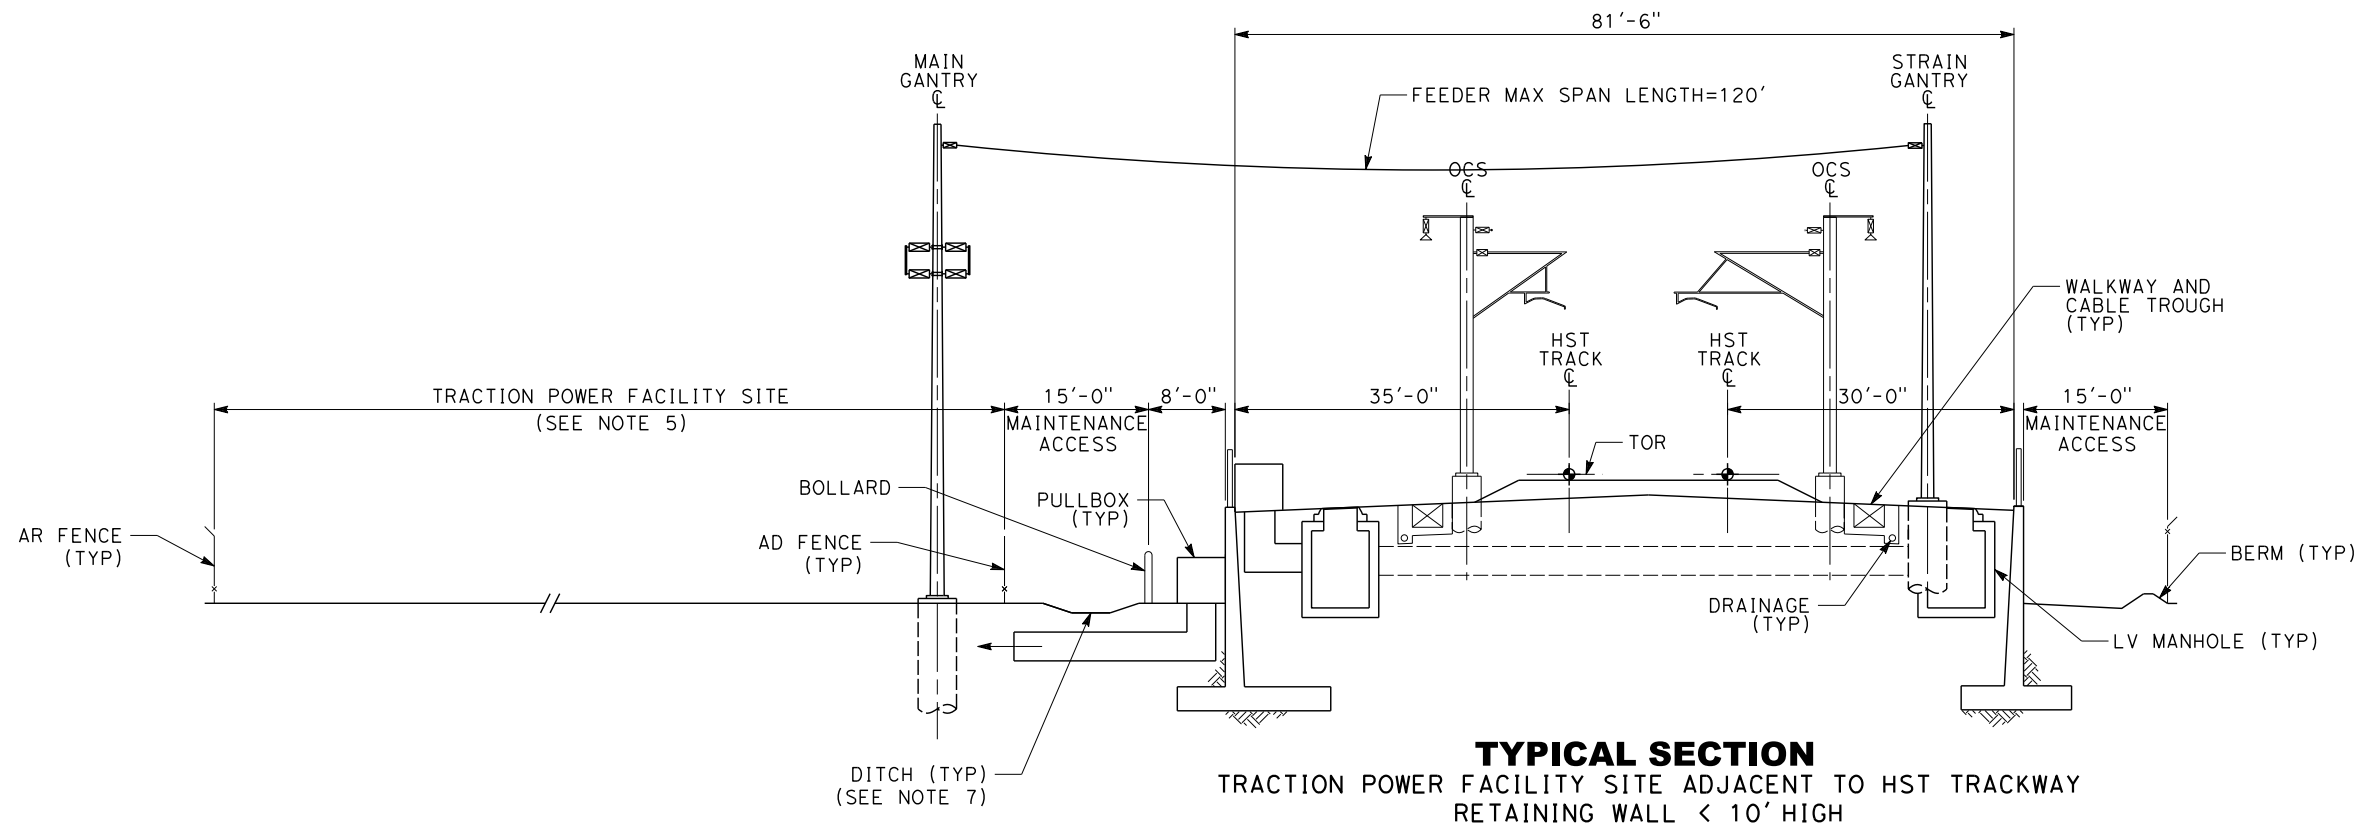 81'-6"
MAIN
GANTRY
℄
STRAIN
GANTRY
℄
FEEDER MAX SPAN LENGTH=120'
OCS
℄
OCS
℄
WALKWAY AND
CABLE TROUGH
(TYP)
HST
TRACK
℄
HST
TRACK
℄
TRACTION POWER FACILITY SITE
(SEE NOTE 5)
15'-0"
MAINTENANCE
ACCESS
8'-0"
35'-0"
30'-0"
15'-0"
MAINTENANCE
ACCESS
TOR
BOLLARD
PULLBOX
(TYP)
AR FENCE
(TYP)
AD FENCE
(TYP)
BERM (TYP)
DRAINAGE
(TYP)
LV MANHOLE (TYP)
DITCH (TYP)
(SEE NOTE 7)
TYPICAL SECTION
TRACTION POWER FACILITY SITE ADJACENT TO HST TRACKWAY
RETAINING WALL < 10' HIGH